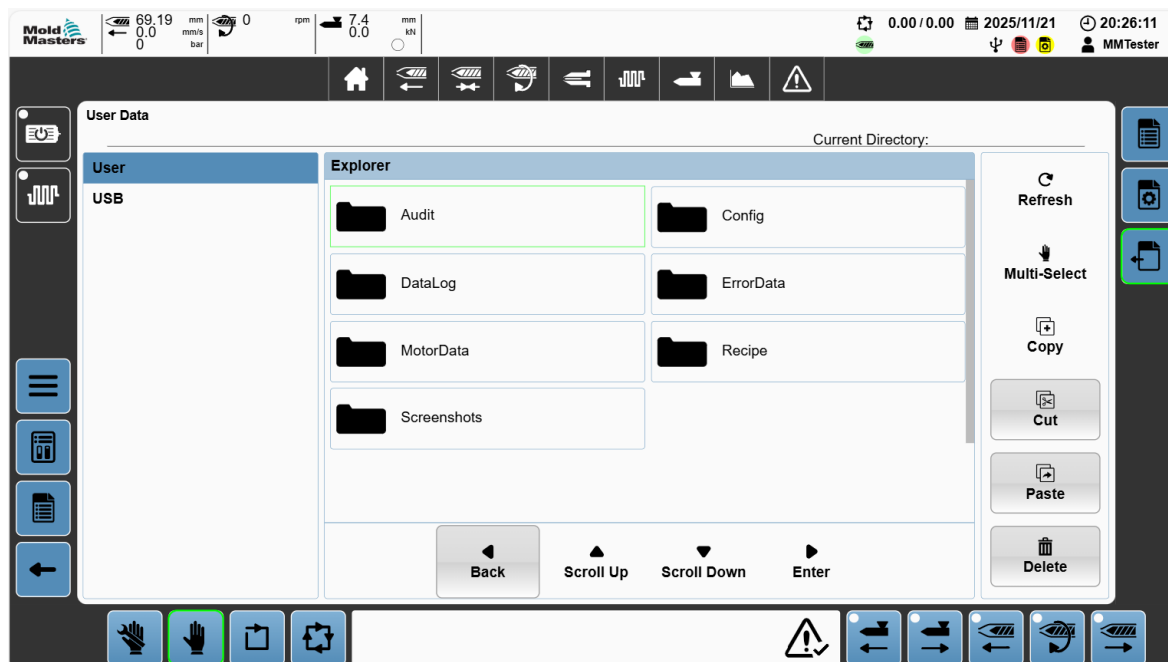 Mold
Masters
69.19 mm
0.0 mm/s
0 bar
0 rpm
7.4 mm
0.0 kN
0.00 / 0.00
2025/11/21
20:26:11
MMTester
User Data
Current Directory:
User
USB
Explorer
Audit
Config
DataLog
ErrorData
MotorData
Recipe
Screenshots
Refresh
Multi-Select
Copy
Cut
Paste
Delete
Back
Scroll Up
Scroll Down
Enter